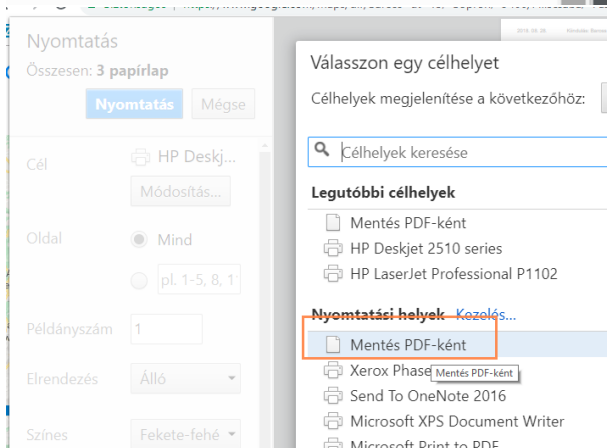 Nyomtatás
Összesen: 3 papírlap
Nyomtatás Mégse
Cél HP Deskj...
Módosítás...
Oldal Mind
pl. 1-5, 8, 1
Példányszám 1
Elrendezés Álló
Színes Fekete-fehé
2019. 08. 28.
Válasszon egy célhelyet
Célhelyek megjelenítése a következőhöz:
Célhelyek keresése
Legutóbbi célhelyek
Mentés PDF-ként
HP Deskjet 2510 series
HP LaserJet Professional P1102
Nyomtatási helyek Kezelés...
Mentés PDF-ként
Xerox Phase
Mentés PDF-ként
Send To OneNote 2016
Microsoft XPS Document Writer
Microsoft Print to PDF